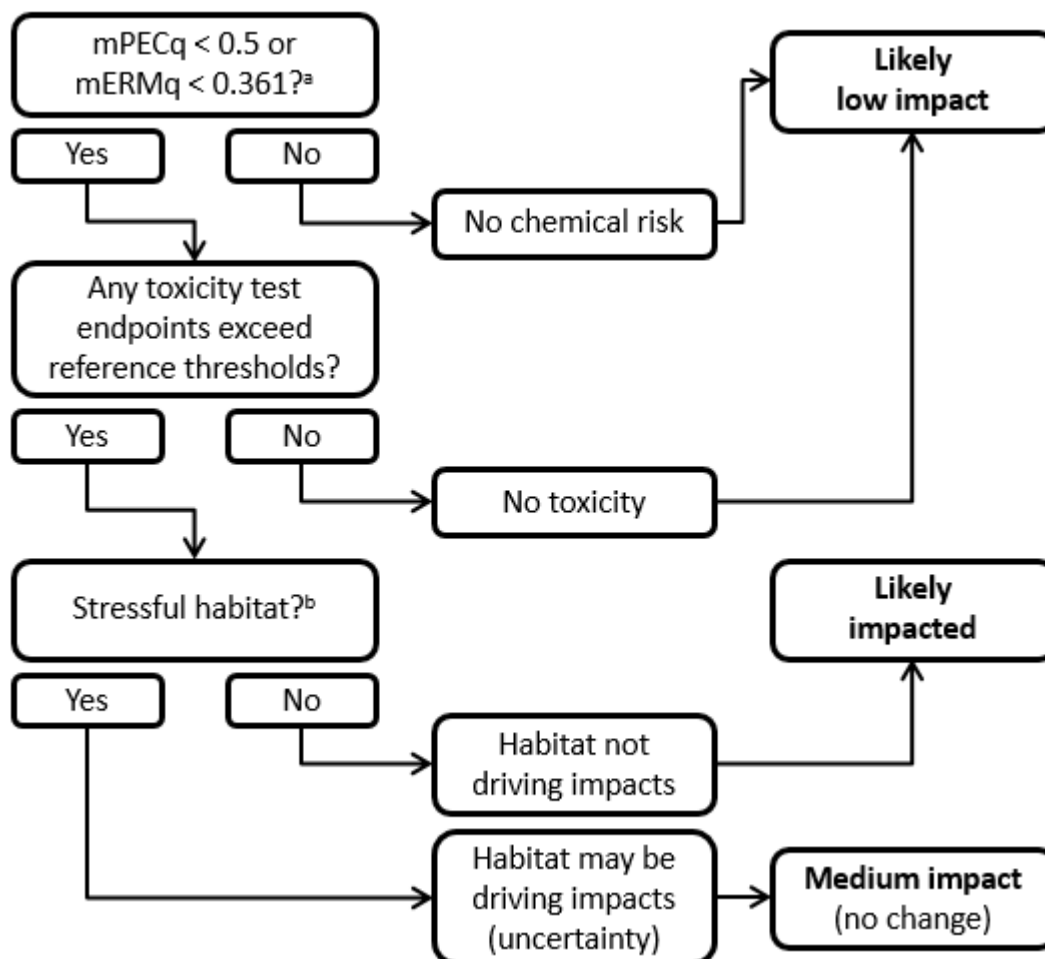 mPECq < 0.5 or
mERMq < 0.361?ᵃ
Likely
low impact
Yes
No
No chemical risk
Any toxicity test
endpoints exceed
reference thresholds?
Yes
No
No toxicity
Stressful habitat?ᵇ
Likely
impacted
Yes
No
Habitat not
driving impacts
Habitat may be
driving impacts
(uncertainty)
Medium impact
(no change)